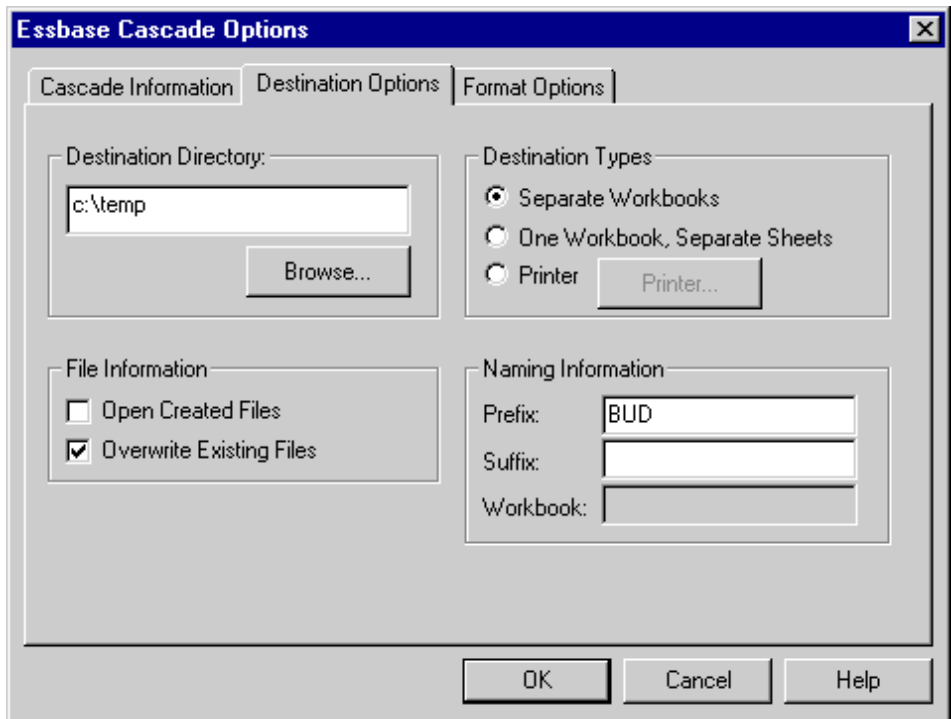 Essbase Cascade Options
Cascade Information Destination Options Format Options
Destination Directory:
c:\temp
Browse...
Destination Types
Separate Workbooks
One Workbook, Separate Sheets
Printer Printer...
File Information
Open Created Files
Overwrite Existing Files
Naming Information
Prefix: BUD
Suffix:
Workbook:
OK Cancel Help